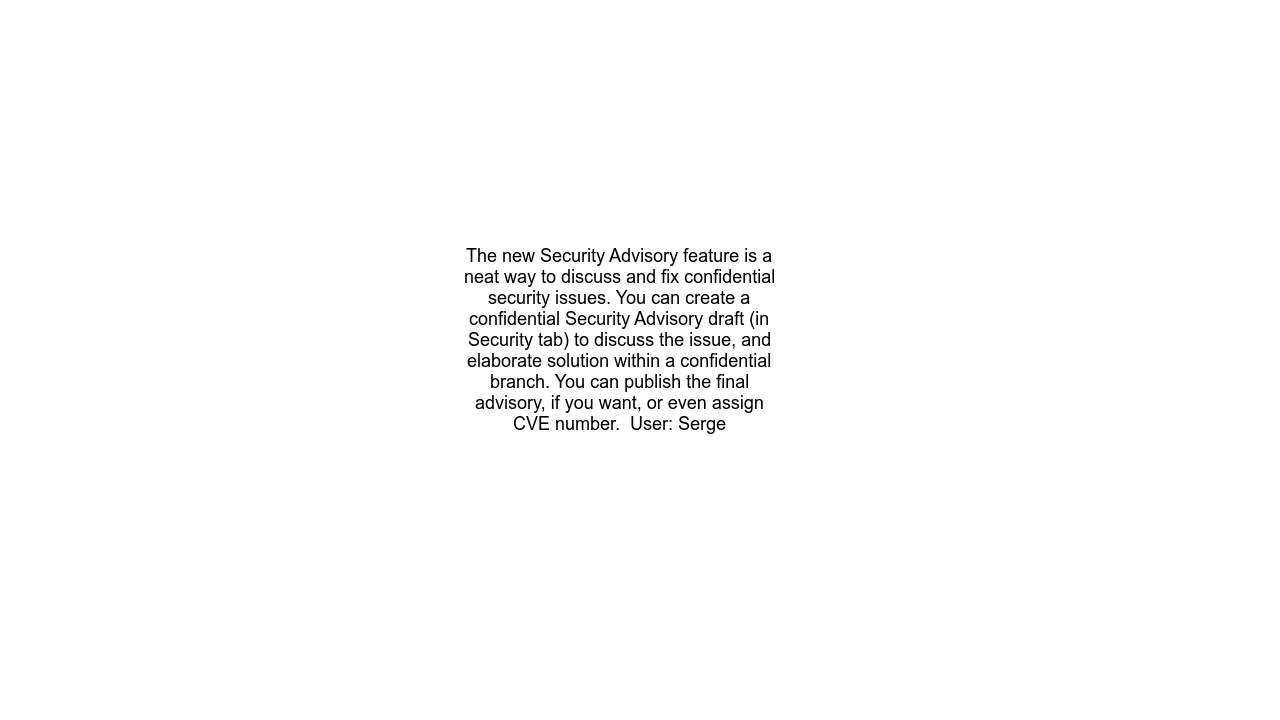 The new Security Advisory feature is a
neat way to discuss and fix confidential
security issues. You can create a
confidential Security Advisory draft (in
Security tab) to discuss the issue, and
elaborate solution within a confidential
branch. You can publish the final
advisory, if you want, or even assign
CVE number.  User: Serge